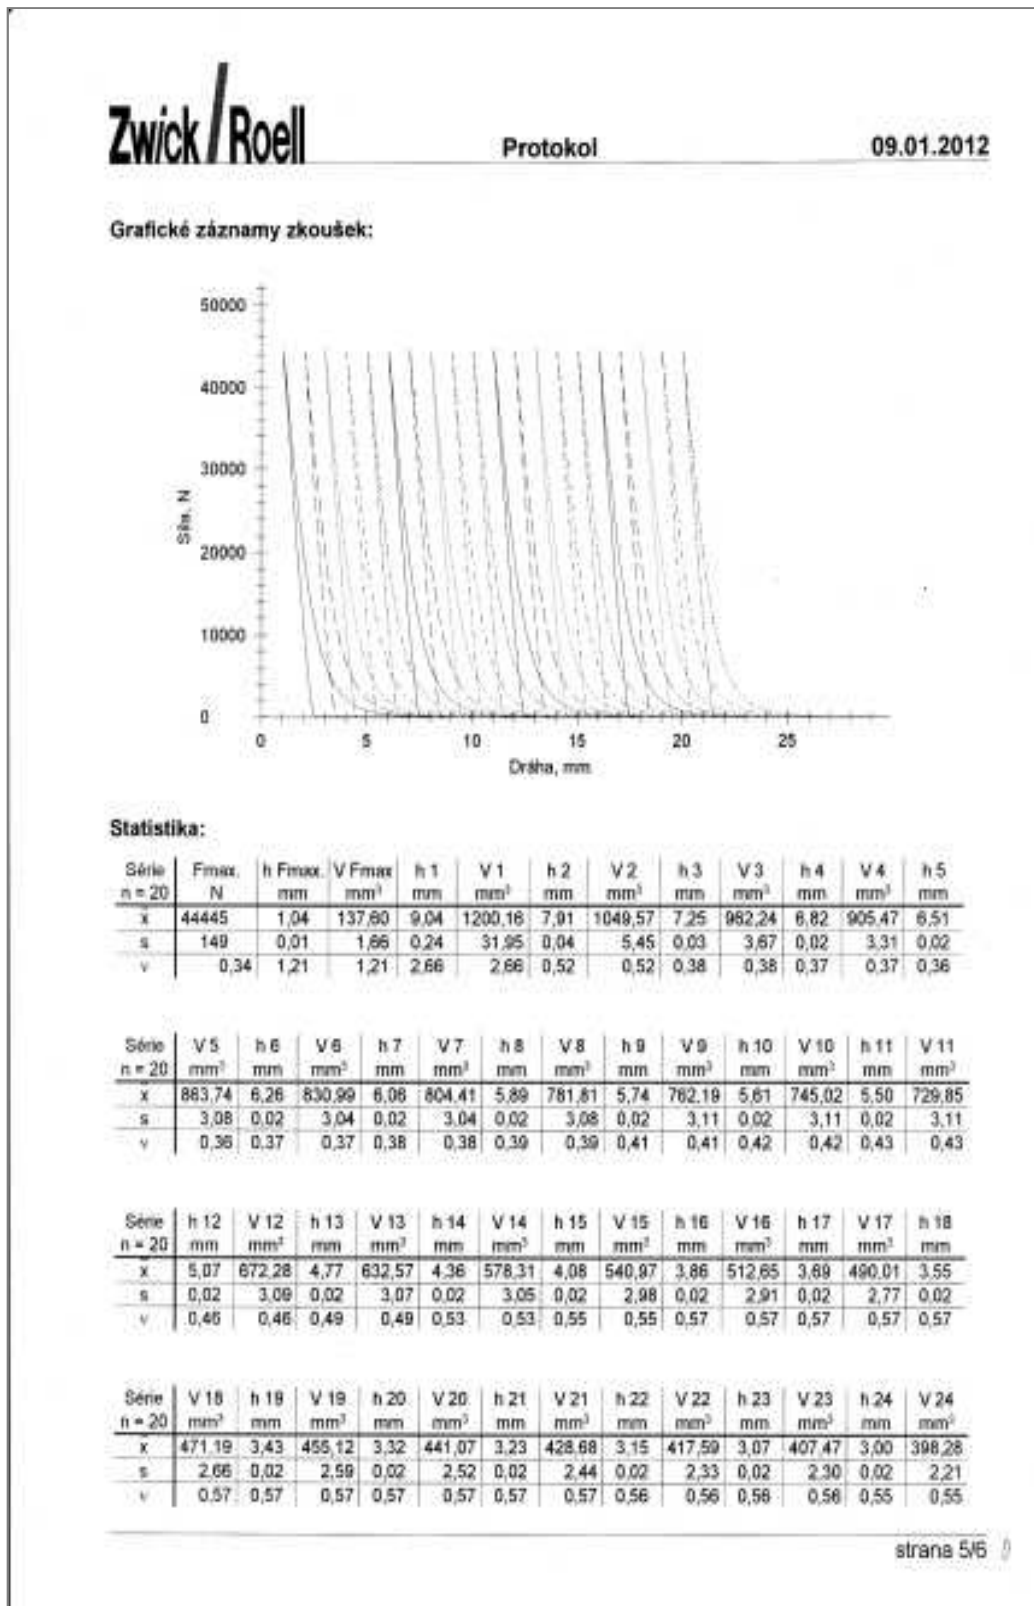 Zwick / Roell Protokol 09.01.2012
Grafické záznamy zkoušek:
50000
40000
30000
20000
10000
0
Síla, N
0 5 10 15 20 25
Dráha, mm
Statistika:
Série Fmax. h Fmax. V Fmax h 1 V 1 h 2 V 2 h 3 V 3 h 4 V 4 h 5
n = 20 N mm mm³ mm mm³ mm mm³ mm mm³ mm mm³ mm
x 44445 1,04 137,60 9,04 1200,16 7,91 1049,57 7,25 962,24 6,82 905,47 6,51
s 149 0,01 1,66 0,24 31,95 0,04 5,45 0,03 3,67 0,02 3,31 0,02
v 0,34 1,21 1,21 2,66 2,66 0,52 0,52 0,38 0,38 0,37 0,37 0,36
Série V 5 h 6 V 6 h 7 V 7 h 8 V 8 h 9 V 9 h 10 V 10 h 11 V 11
n = 20 mm³ mm mm³ mm mm³ mm mm³ mm mm³ mm mm³ mm mm³
x 863,74 6,26 830,99 6,06 804,41 5,89 781,81 5,74 762,19 5,61 745,02 5,50 729,85
s 3,08 0,02 3,04 0,02 3,04 0,02 3,08 0,02 3,11 0,02 3,11 0,02 3,11
v 0,36 0,37 0,37 0,38 0,38 0,39 0,39 0,41 0,41 0,42 0,42 0,43 0,43
Série h 12 V 12 h 13 V 13 h 14 V 14 h 15 V 15 h 16 V 16 h 17 V 17 h 18
n = 20 mm mm³ mm mm³ mm mm³ mm mm³ mm mm³ mm mm³ mm
x 5,07 672,28 4,77 632,57 4,36 578,31 4,08 540,97 3,86 512,65 3,69 490,01 3,55
s 0,02 3,09 0,02 3,07 0,02 3,05 0,02 2,98 0,02 2,91 0,02 2,77 0,02
v 0,46 0,46 0,49 0,49 0,53 0,53 0,55 0,55 0,57 0,57 0,57 0,57 0,57
Série V 18 h 19 V 19 h 20 V 20 h 21 V 21 h 22 V 22 h 23 V 23 h 24 V 24
n = 20 mm³ mm mm³ mm mm³ mm mm³ mm mm³ mm mm³ mm mm³
x 471,19 3,43 455,12 3,32 441,07 3,23 428,68 3,15 417,59 3,07 407,47 3,00 398,28
s 2,66 0,02 2,59 0,02 2,52 0,02 2,44 0,02 2,33 0,02 2,30 0,02 2,21
v 0,57 0,57 0,57 0,57 0,57 0,57 0,57 0,56 0,56 0,56 0,56 0,55 0,55
strana 5/6